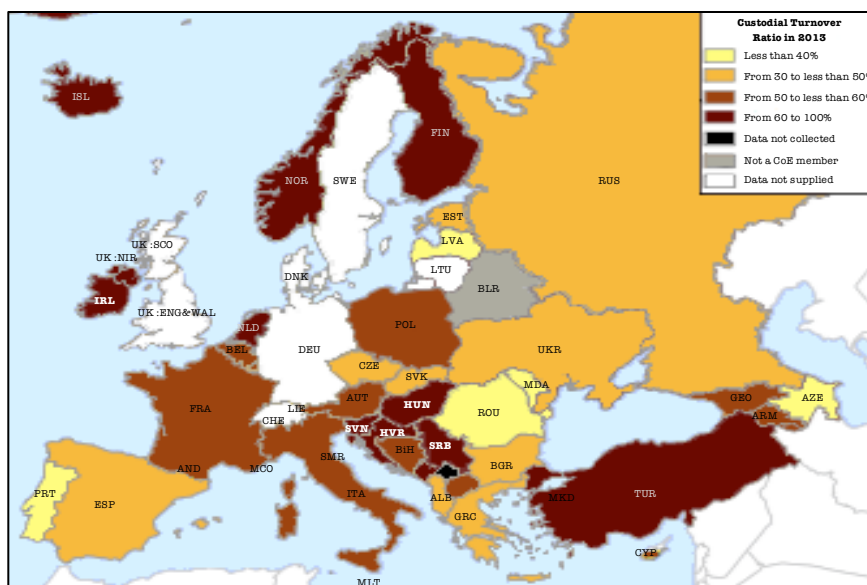 Custodial Turnover
Ratio in 2013
Less than 40%
From 30 to less than 50%
From 50 to less than 60%
From 60 to 100%
Data not collected
Not a CoE member
Data not supplied
ISL
FIN
NOR
SWE
RUS
EST
LVA
UK :SCO
UK :NIR
DNK
LTU
BLR
IRL
UK :ENG&WAL
NLD
DEU
POL
BEL
CZE
UKR
SVK
MDA
FRA
AUT
HUN
ROU
GEO
AZE
LIE
CHE
ARM
SVN
HVR
SRB
BiH
SMR
AND
MCO
BGR
PRT
ESP
ITA
ALB
MKD
TUR
GRC
CYP
MLT